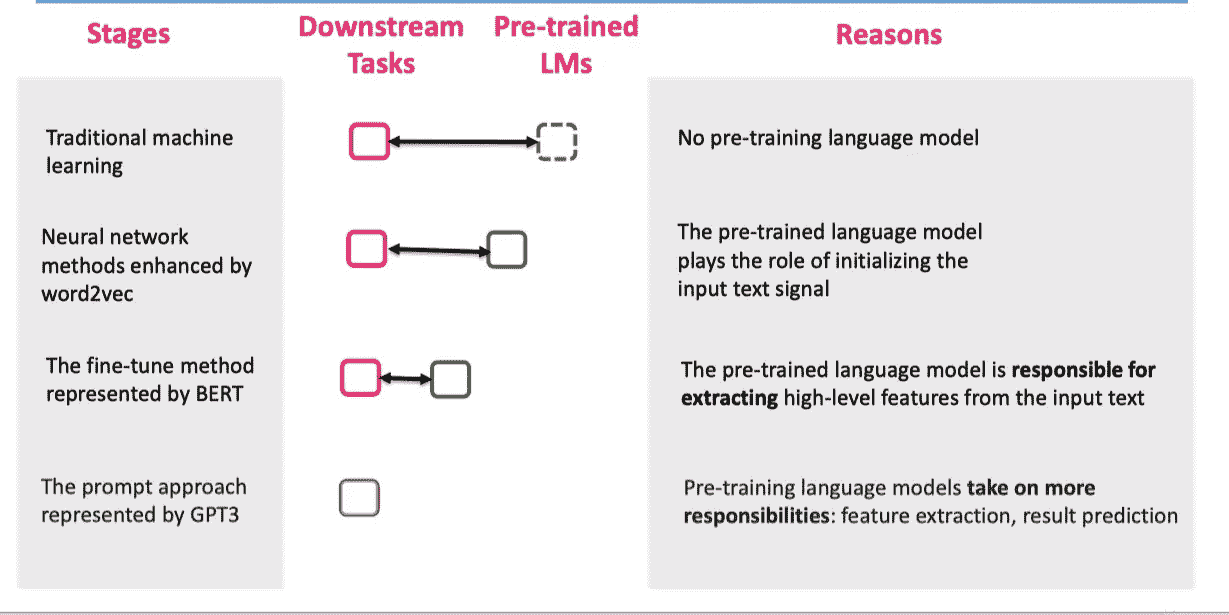 Stages
Downstream
Tasks
Pre-trained
LMs
Reasons
Traditional machine
learning
No pre-training language model
Neural network
methods enhanced by
word2vec
The pre-trained language model
plays the role of initializing the
input text signal
The fine-tune method
represented by BERT
The pre-trained language model is responsible for
extracting high-level features from the input text
The prompt approach
represented by GPT3
Pre-training language models take on more
responsibilities: feature extraction, result prediction